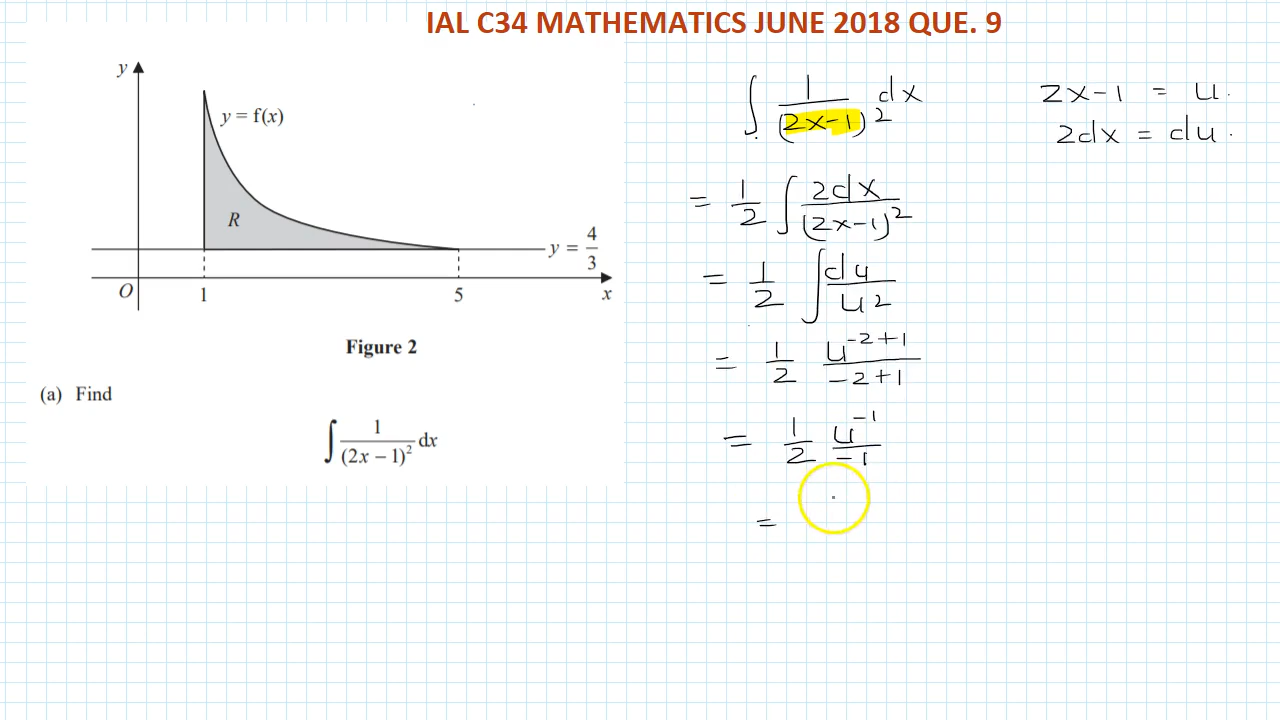 IAL C34 MATHEMATICS JUNE 2018 QUE. 9
y
y = f(x)
R
y = 4/3
O 1 5 x
Figure 2
(a) Find
∫ 1/(2x − 1)² dx
∫ 1/(2x-1)² dx
2x-1 = u.
2dx = du.
= 1/2 ∫ 2dx/(2x-1)²
= 1/2 ∫ du/u²
= 1/2 u⁻²⁺¹/-2+1
= 1/2 u⁻¹/-1
=